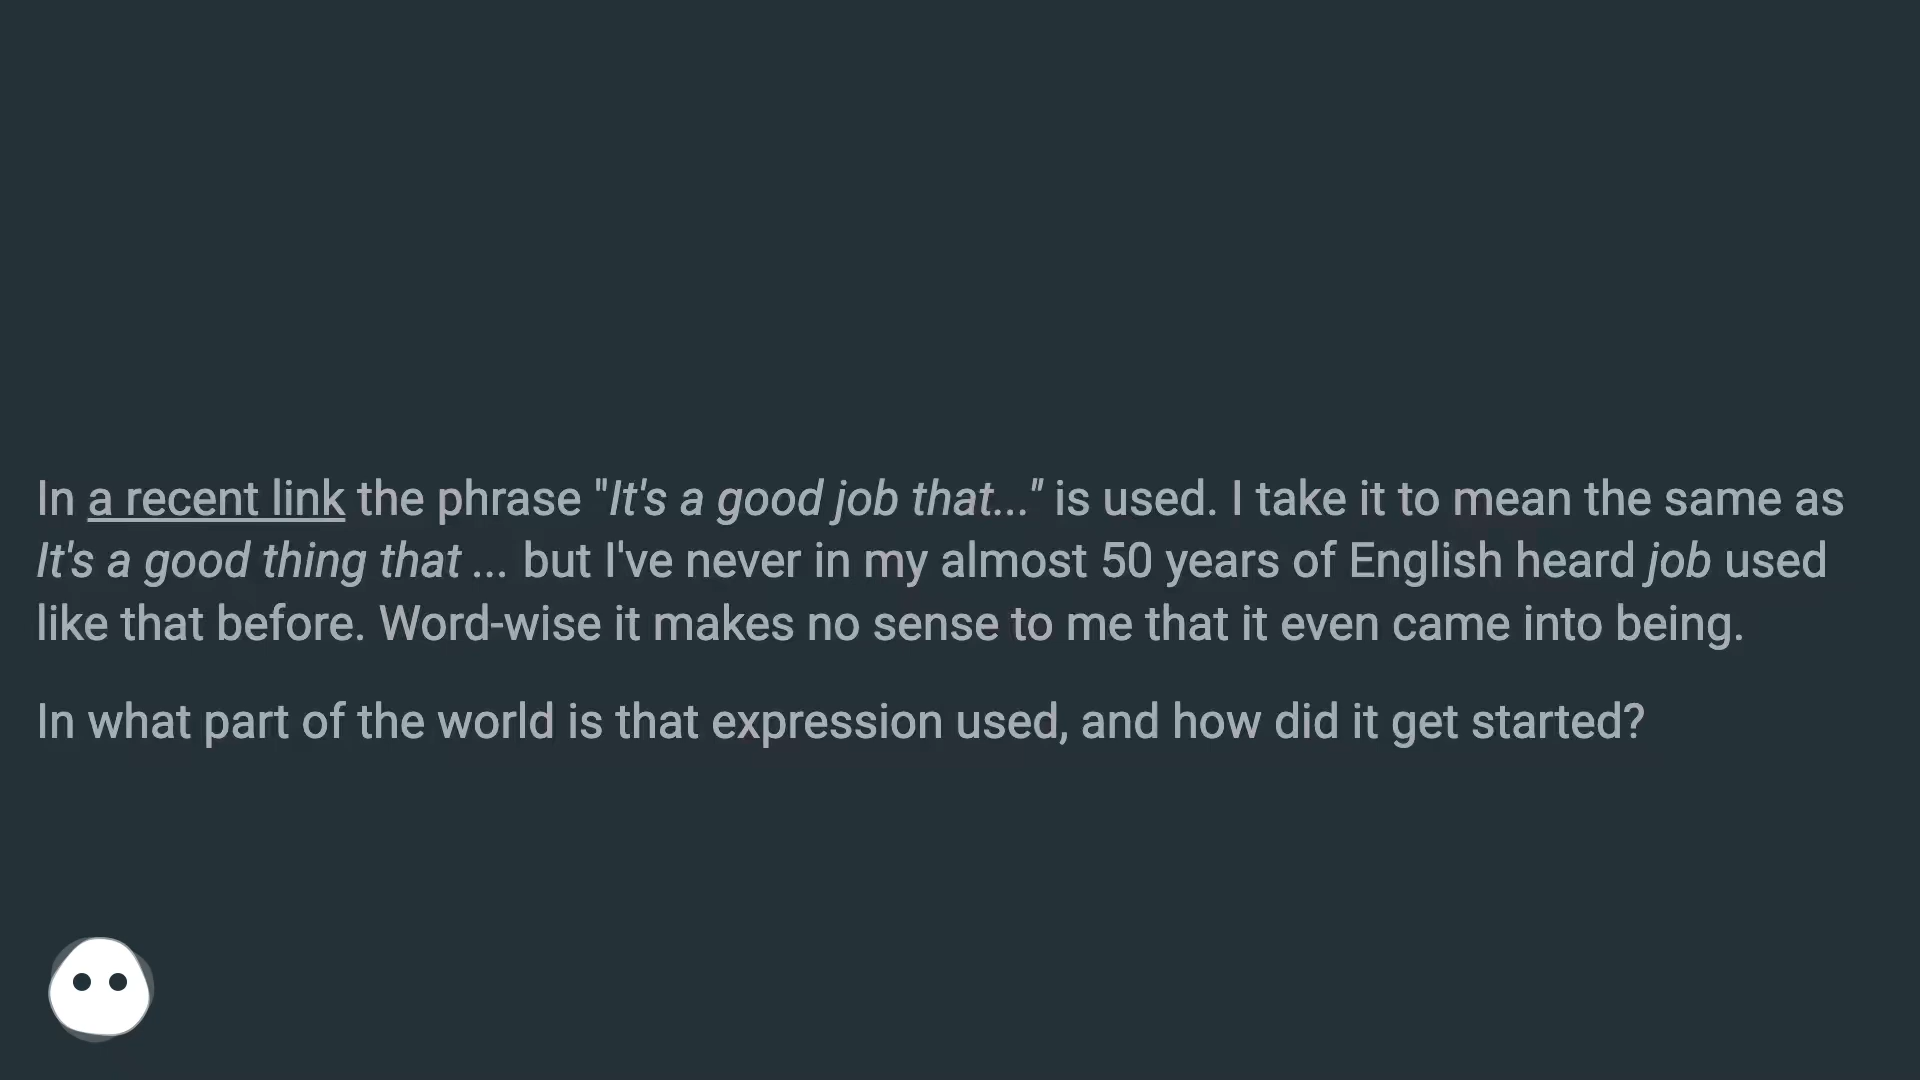 In a recent link the phrase "It's a good job that..." is used. I take it to mean the same as
It's a good thing that ... but I've never in my almost 50 years of English heard job used
like that before. Word-wise it makes no sense to me that it even came into being.
In what part of the world is that expression used, and how did it get started?